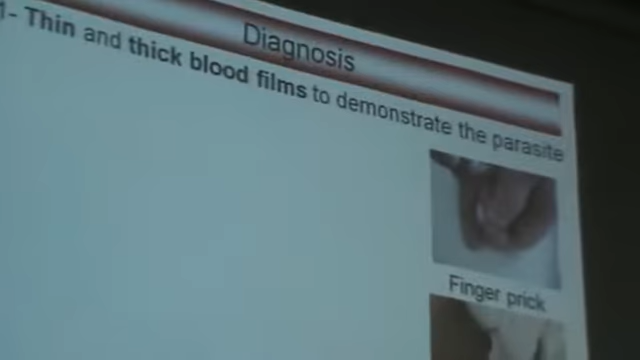 Diagnosis
1- Thin and thick blood films to demonstrate the parasite
Finger prick